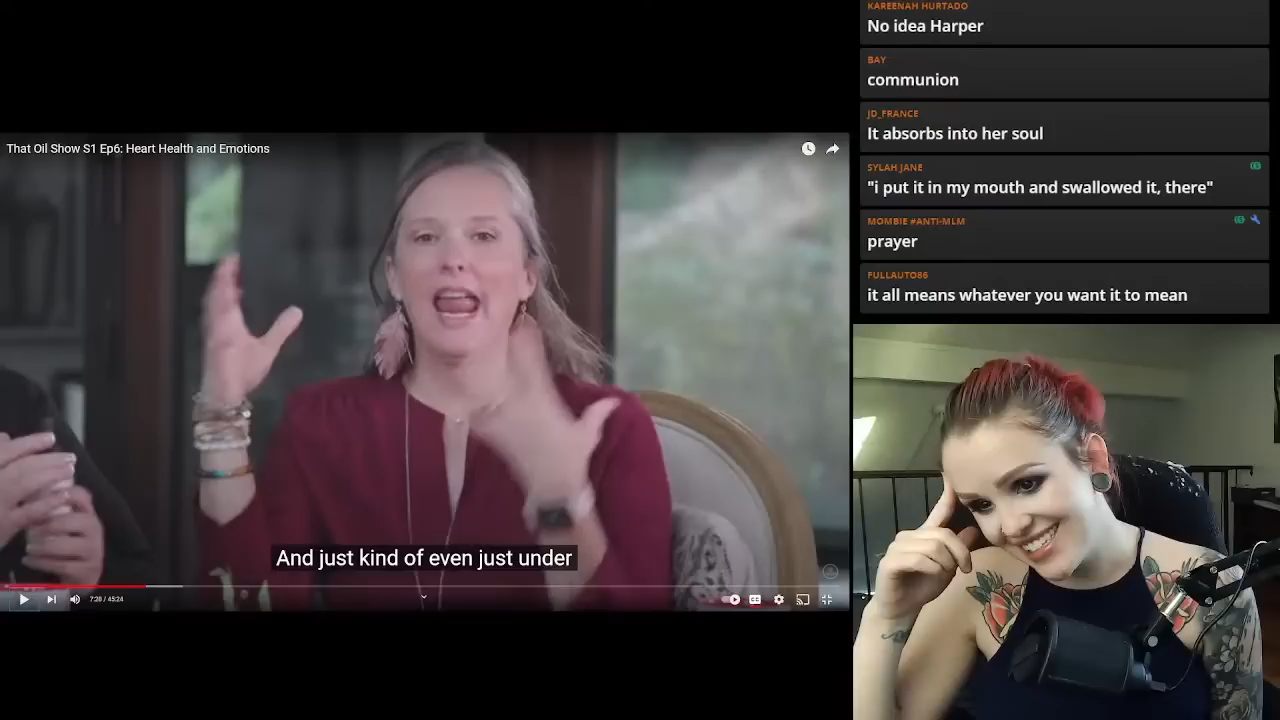 That Oil Show S1 Ep6: Heart Health and Emotions
And just kind of even just under
7:20 / 45:24
KAREENAH HURTADO
No idea Harper
BAY
communion
JD_FRANCE
It absorbs into her soul
SYLAH JANE
"i put it in my mouth and swallowed it, there"
MOMBIE #ANTI-MLM
prayer
FULLAUTO86
it all means whatever you want it to mean